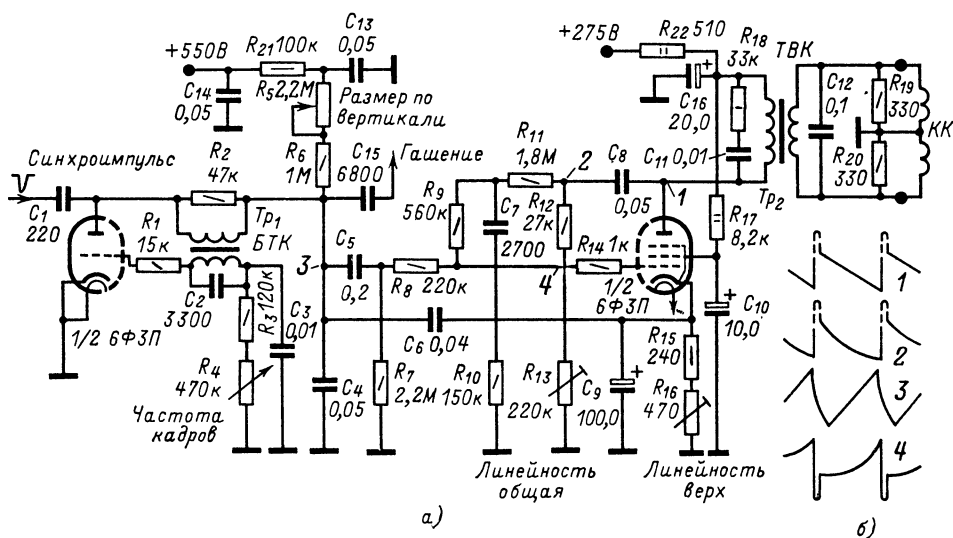 +550В
R21 100к
C13
0,05
C14
0,05
R5 2,2М
Размер по
вертикали
Синхроимпульс
R2
47к
R6
1М
C15
6800
Гашение
C1
220
R1
15к
Tp1
БТК
C2
3300
1/2 6Ф3П
R3 120к
C3
0,01
R4
470к
Частота
кадров
3
C5
0,2
R8
220к
C4
0,05
R7
2,2М
C6 0,04
R9
560к
R11
1,8М
2
C7
2700
R12
27к
C8
0,05
1
4
R14 1к
1/2
6Ф3П
R10
150к
R13
220к
C9
100,0
Линейность
общая
R15
240
R16
470
Линейность
верх
+275В
R22 510
R18
33к
ТВК
C16
20,0
C11 0,01
Тр2
R17
8,2к
C10
10,0
C12
0,1
R19
330
R20
330
КК
1
2
3
4
а)
б)